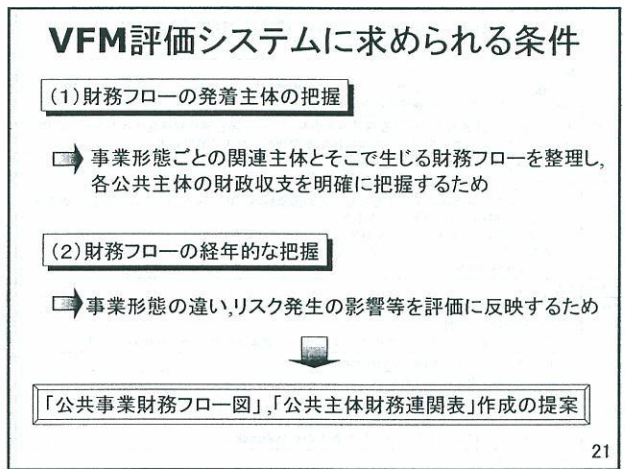 VFM評価システムに求められる条件
(1)財務フローの発着主体の把握
事業形態ごとの関連主体とそこで生じる財務フローを整理し,
各公共主体の財政収支を明確に把握するため
(2)財務フローの経年的な把握
事業形態の違い,リスク発生の影響等を評価に反映するため
「公共事業財務フロー図」,「公共主体財務連関表」作成の提案
21